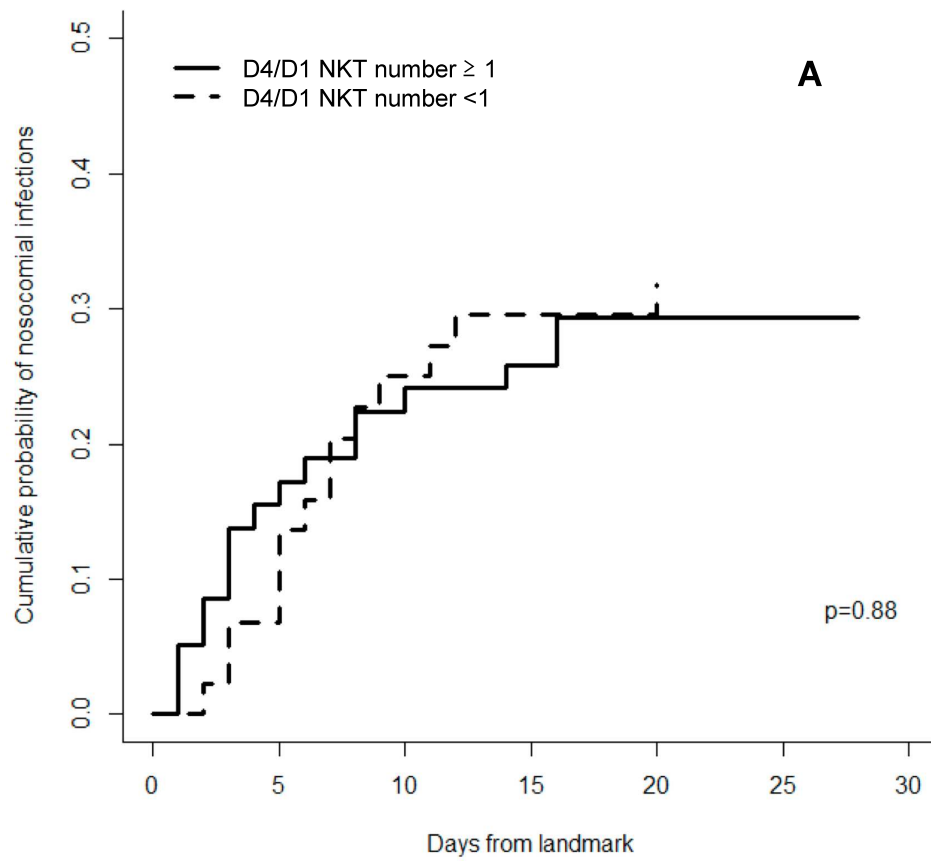 D4/D1 NKT number ≥ 1
D4/D1 NKT number <1
A
Cumulative probability of nosocomial infections
0.5
0.4
0.3
0.2
0.1
0.0
p=0.88
0 5 10 15 20 25 30
Days from landmark